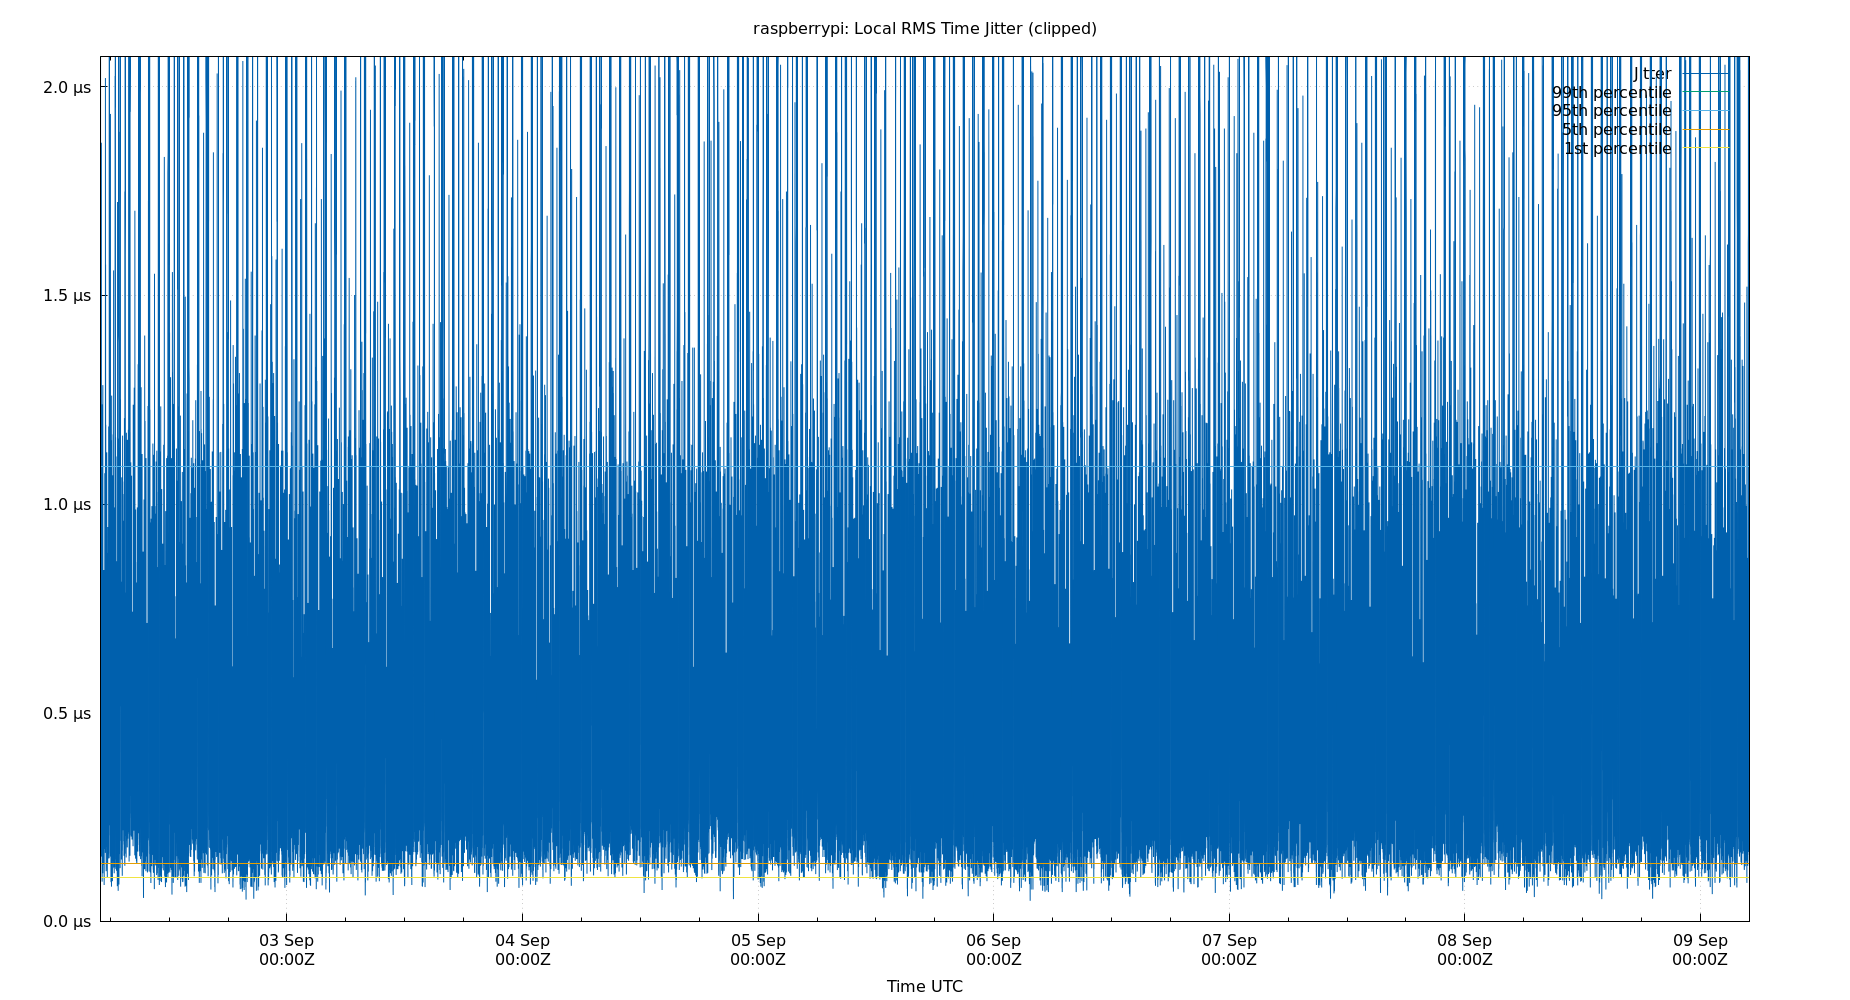 raspberrypi: Local RMS Time Jitter (clipped)
2.0 µs
1.5 µs
1.0 µs
0.5 µs
0.0 µs
Jitter
99th percentile
95th percentile
5th percentile
1st percentile
03 Sep
00:00Z
04 Sep
00:00Z
05 Sep
00:00Z
06 Sep
00:00Z
07 Sep
00:00Z
08 Sep
00:00Z
09 Sep
00:00Z
Time UTC